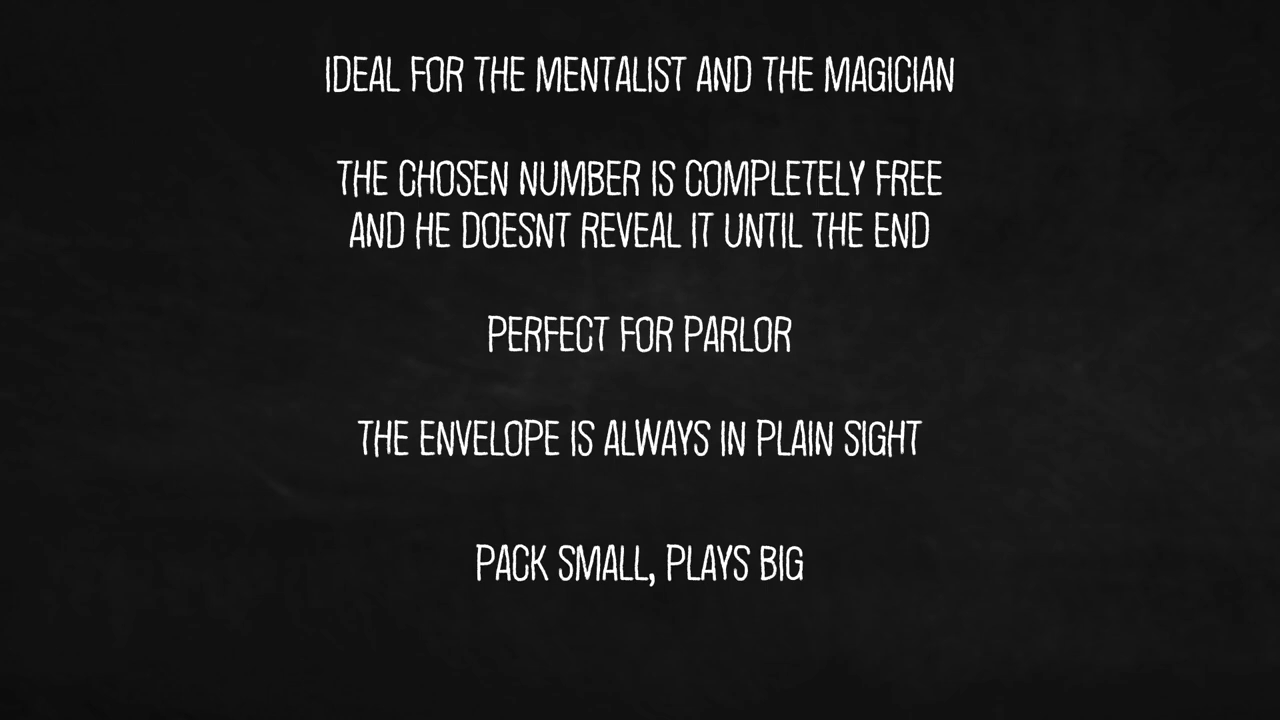 IDEAL FOR THE MENTALIST AND THE MAGICIAN
THE CHOSEN NUMBER IS COMPLETELY FREE
AND HE DOESNT REVEAL IT UNTIL THE END
PERFECT FOR PARLOR
THE ENVELOPE IS ALWAYS IN PLAIN SIGHT
PACK SMALL, PLAYS BIG